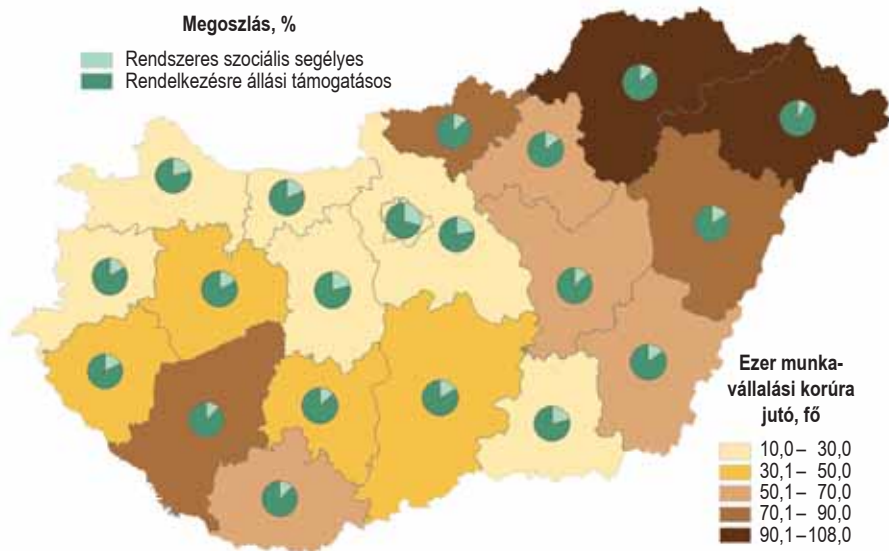 Megoszlás, %
Rendszeres szociális segélyes
Rendelkezésre állási támogatásos
Ezer munka-
vállalási korúra
jutó, fő
10,0 – 30,0
30,1 – 50,0
50,1 – 70,0
70,1 – 90,0
90,1 – 108,0